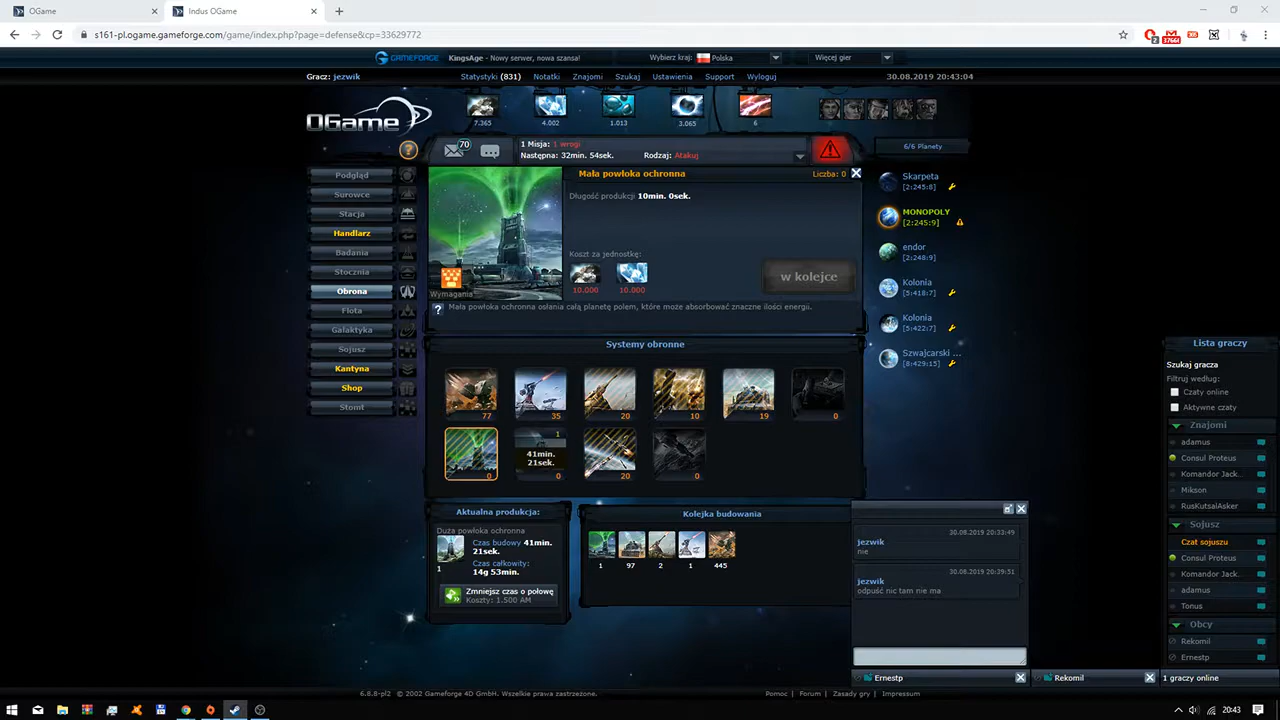 OGame
Indus OGame
s161-pl.ogame.gameforge.com/game/index.php?page=defense&cp=33629772
GAMEFORGE
KingsAge - Nowy serwer, nowa szansa!
Wybierz kraj:
Polska
Więcej gier
Gracz: jezwik
Statystyki (831)
Notatki
Znajomi
Szukaj
Ustawienia
Support
Wyloguj
30.08.2019 20:43:04
OGame
7.365
4.002
1.013
3.065
6
70
1 Misja: 1 wrogi
Następna: 32min. 54sek.
Rodzaj: Atakuj
6/6 Planety
Podgląd
Surowce
Stacja
Handlarz
Badania
Stocznia
Obrona
Flota
Galaktyka
Sojusz
Kantyna
Shop
Mała powłoka ochronna
Liczba: 0
Długość produkcji 10min. 0sek.
Koszt za jednostkę:
10.000
10.000
w kolejce
Wymagania
Mała powłoka ochronna osłania całą planetę polem, które może absorbować znaczne ilości energii.
Skarpeta
[2:245:8]
MONOPOLY
[2:245:9]
endor
[2:248:9]
Kolonia
[5:418:7]
Kolonia
[5:422:7]
Szwajcarski ...
[8:429:15]
Systemy obronne
77
35
20
10
19
0
0
1
41min.
21sek.
0
20
0
Aktualna produkcja:
Duża powłoka ochronna
Czas budowy 41min.
21sek.
Czas całkowity:
14g 53min.
1
Zmniejsz czas o połowę
Koszty: 1.500 AM
Kolejka budowania
1
97
2
1
445
30.08.2019 20:33:49
jezwik
nie
30.08.2019 20:39:51
jezwik
odpuść nic tam nie ma
Ernestp
Rekomil
1 graczy online
Lista graczy
Szukaj gracza
Filtruj według:
Czaty online
Aktywne czaty
Znajomi
adamus
Consul Proteus
Komandor Jack...
Mikson
RusKutsalAsker
Sojusz
Czat sojuszu
Consul Proteus
Komandor Jack...
adamus
Tonus
Obcy
Rekomil
Ernestp
6.8.8-pl2 © 2002 Gameforge 4D GmbH. Wszelkie prawa zastrzeżone.
Pomoc
Forum
Zasady gry
Impressum
20:43